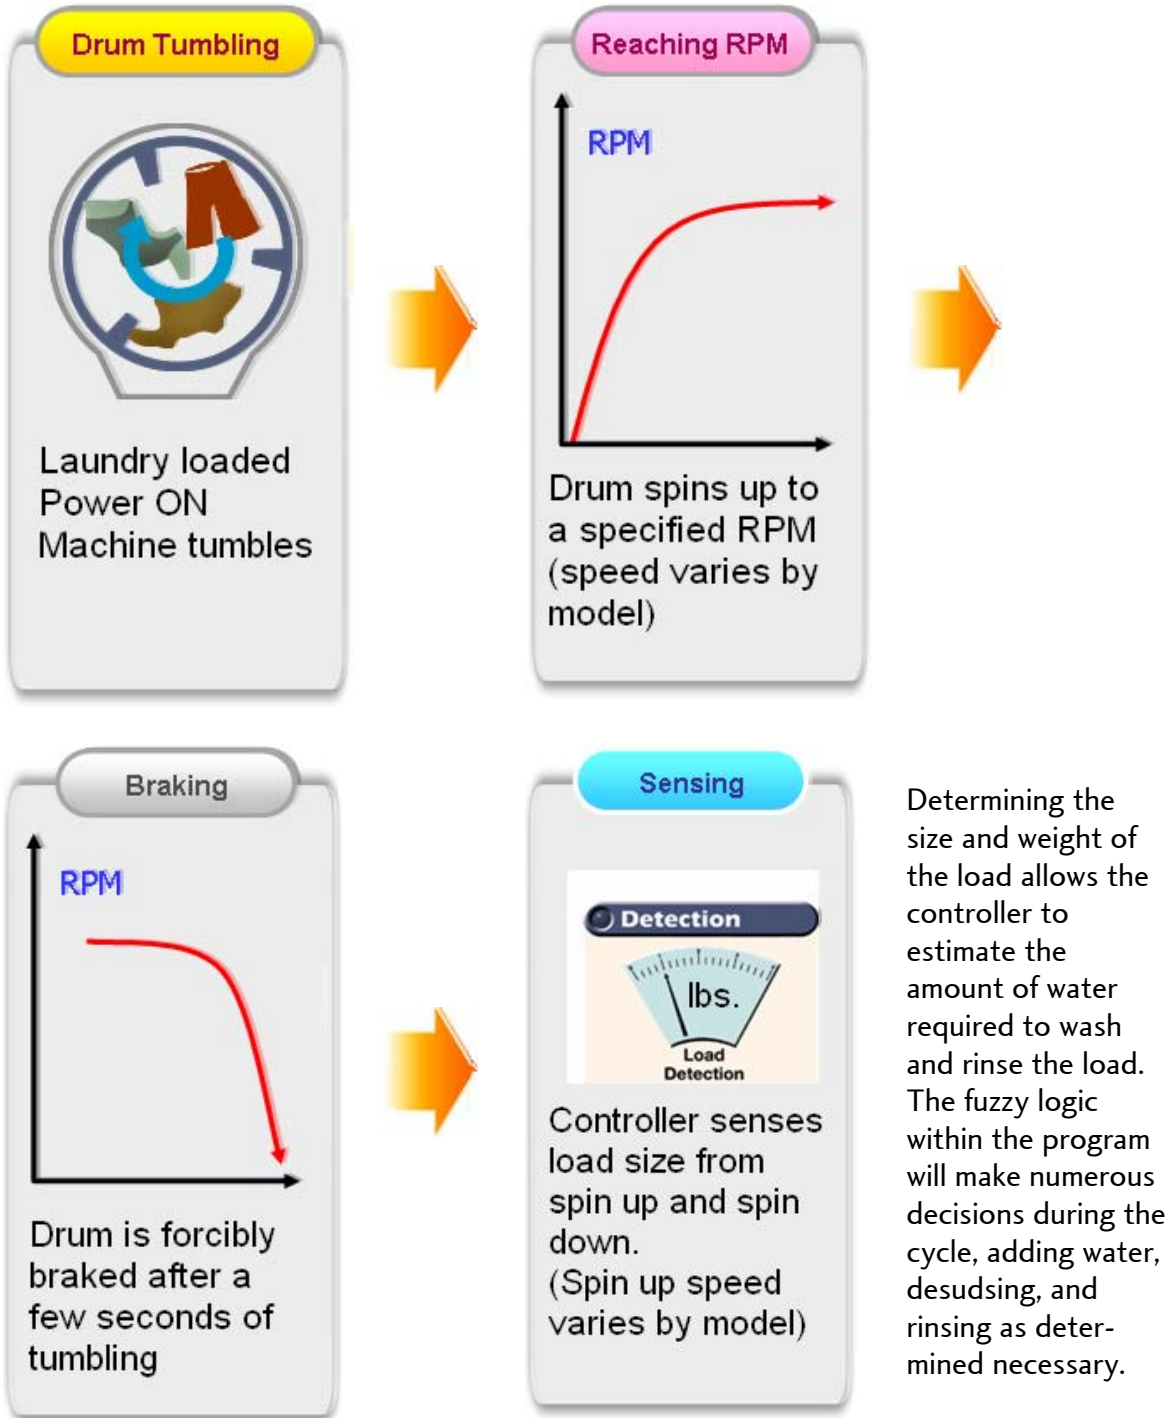 Drum Tumbling
Laundry loaded
Power ON
Machine tumbles
Reaching RPM
RPM
Drum spins up to
a specified RPM
(speed varies by
model)
Braking
RPM
Drum is forcibly
braked after a
few seconds of
tumbling
Sensing
Detection
lbs.
Load
Detection
Controller senses
load size from
spin up and spin
down.
(Spin up speed
varies by model)
Determining the
size and weight of
the load allows the
controller to
estimate the
amount of water
required to wash
and rinse the load.
The fuzzy logic
within the program
will make numerous
decisions during the
cycle, adding water,
desudsing, and
rinsing as deter-
mined necessary.